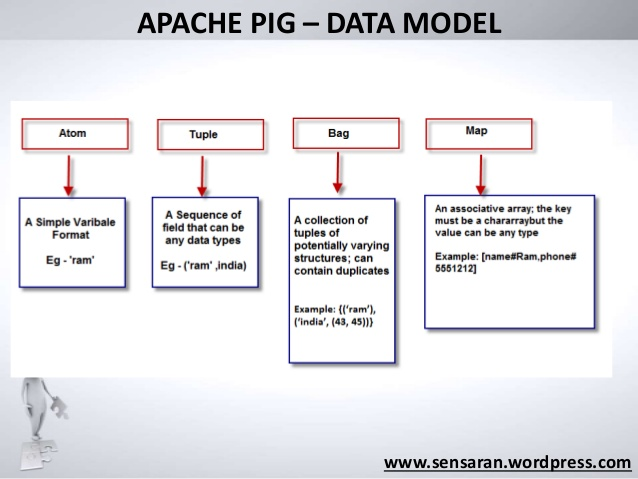 APACHE PIG – DATA MODEL
Atom
Tuple
Bag
Map
A Simple Varibale
Format
Eg - 'ram'
A Sequence of
field that can be
any data types
Eg - ('ram' ,india)
A collection of
tuples of
potentially varying
structures; can
contain duplicates
Example: {(‘ram’),
(‘india’, (43, 45))}
An associative array; the key
must be a chararraybut the
value can be any type
Example: [name#Ram,phone#
5551212]
www.sensaran.wordpress.com